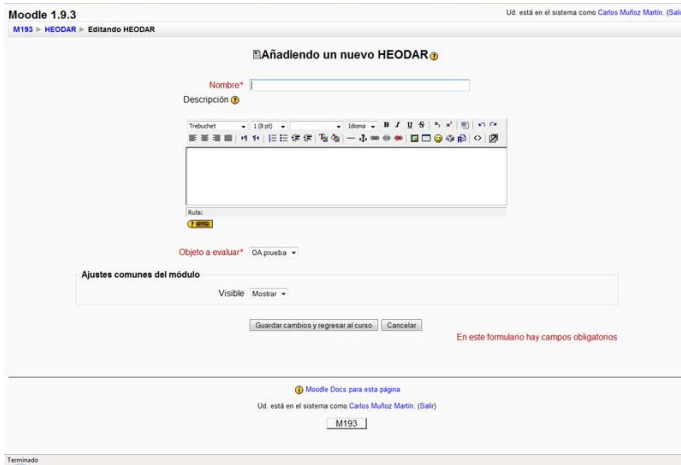 Moodle 1.9.3
Ud. está en el sistema como Carlos Muñoz Martín. (Sali
M193 ► HEODAR ► Editando HEODAR
Añadiendo un nuevo HEODAR
Nombre*
Descripción
Trebuchet 1 (8 pt) Idioma B I U S
Ruta:
Objeto a evaluar* OA prueba
Ajustes comunes del módulo
Visible Mostrar
Guardar cambios y regresar al curso Cancelar
En este formulario hay campos obligatorios
Moodle Docs para esta página
Ud. está en el sistema como Carlos Muñoz Martín. (Salir)
M193
Terminado